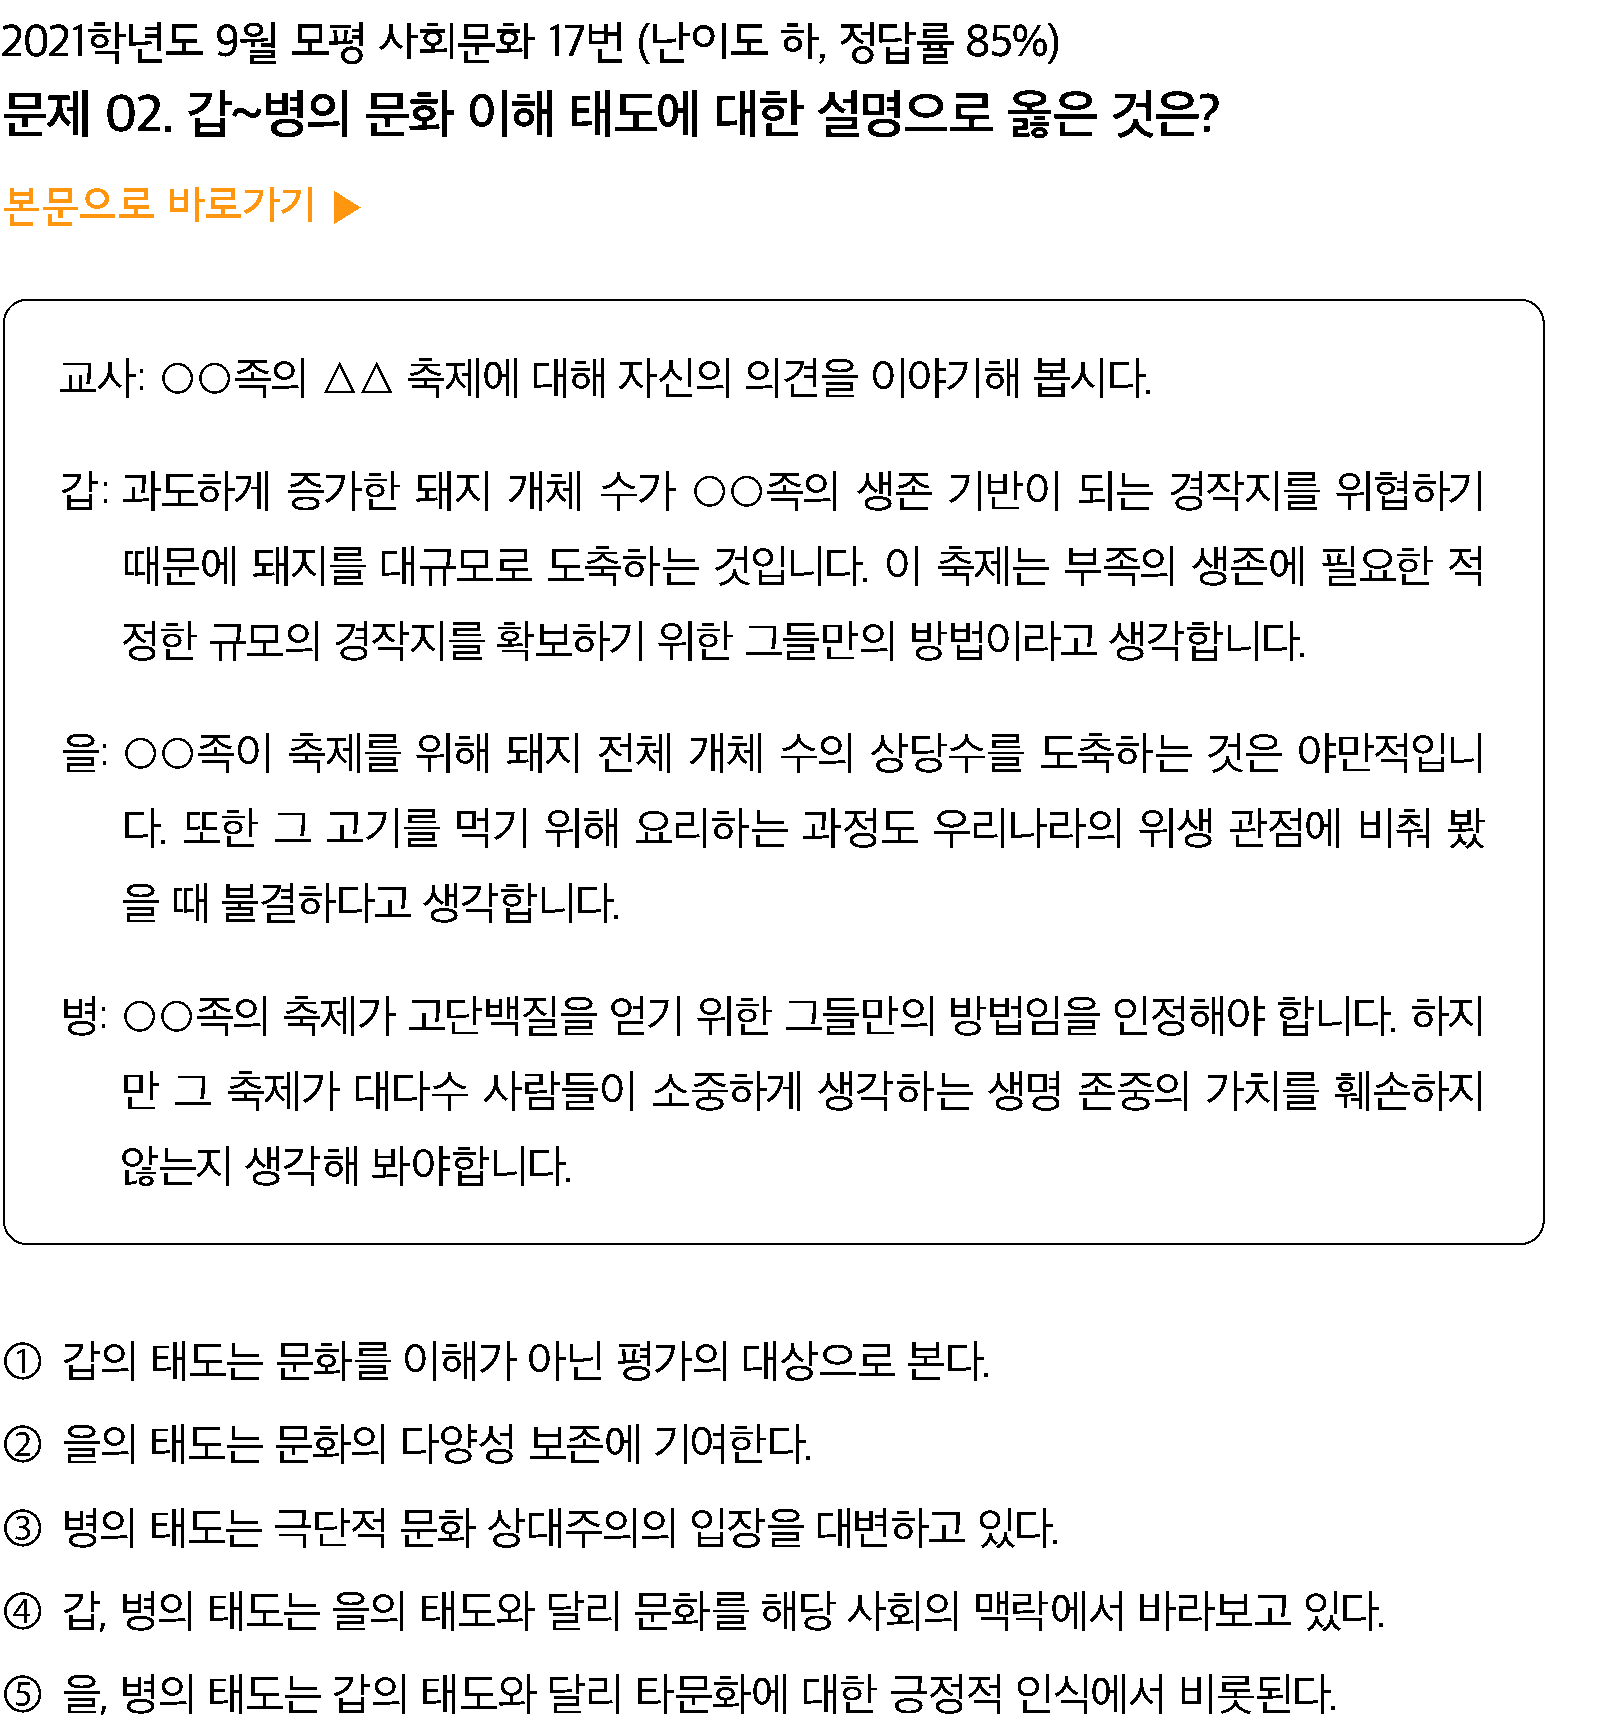 2021학년도 9월 모평 사회문화 17번 (난이도 하, 정답률 85%)
문제 02. 갑~병의 문화 이해 태도에 대한 설명으로 옳은 것은?
본문으로 바로가기 ▶
교사: ○○족의 △△ 축제에 대해 자신의 의견을 이야기해 봅시다.
갑: 과도하게 증가한 돼지 개체 수가 ○○족의 생존 기반이 되는 경작지를 위협하기
때문에 돼지를 대규모로 도축하는 것입니다. 이 축제는 부족의 생존에 필요한 적
정한 규모의 경작지를 확보하기 위한 그들만의 방법이라고 생각합니다.
을: ○○족이 축제를 위해 돼지 전체 개체 수의 상당수를 도축하는 것은 야만적입니
다. 또한 그 고기를 먹기 위해 요리하는 과정도 우리나라의 위생 관점에 비춰 봤
을 때 불결하다고 생각합니다.
병: ○○족의 축제가 고단백질을 얻기 위한 그들만의 방법임을 인정해야 합니다. 하지
만 그 축제가 대다수 사람들이 소중하게 생각하는 생명 존중의 가치를 훼손하지
않는지 생각해 봐야합니다.
① 갑의 태도는 문화를 이해가 아닌 평가의 대상으로 본다.
② 을의 태도는 문화의 다양성 보존에 기여한다.
③ 병의 태도는 극단적 문화 상대주의의 입장을 대변하고 있다.
④ 갑, 병의 태도는 을의 태도와 달리 문화를 해당 사회의 맥락에서 바라보고 있다.
⑤ 을, 병의 태도는 갑의 태도와 달리 타문화에 대한 긍정적 인식에서 비롯된다.